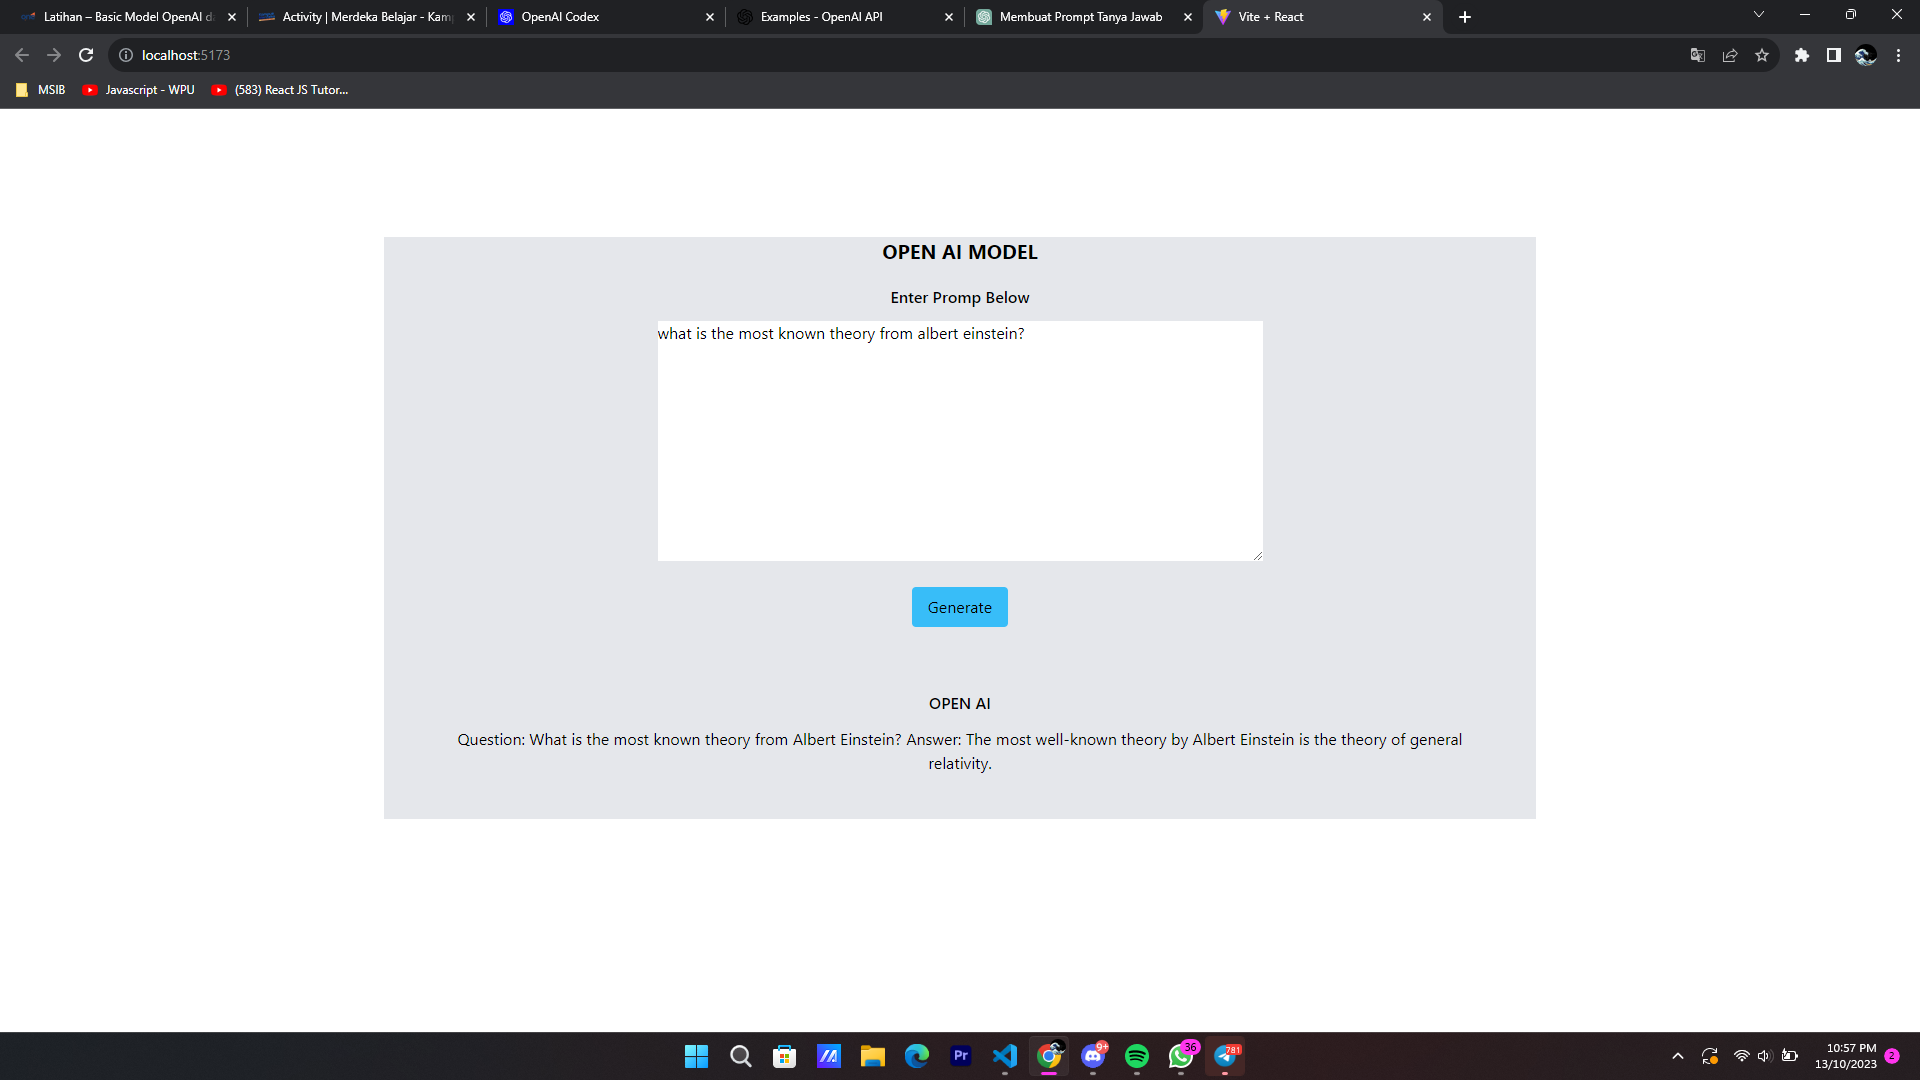 Latihan – Basic Model OpenAI da
Activity | Merdeka Belajar - Kamp
OpenAI Codex
Examples - OpenAI API
Membuat Prompt Tanya Jawab
Vite + React
localhost:5173
MSIB
Javascript - WPU
(583) React JS Tutor...
OPEN AI MODEL
Enter Promp Below
what is the most known theory from albert einstein?
Generate
OPEN AI
Question: What is the most known theory from Albert Einstein? Answer: The most well-known theory by Albert Einstein is the theory of general
relativity.
Pr
9+
36
781
10:57 PM
13/10/2023
2